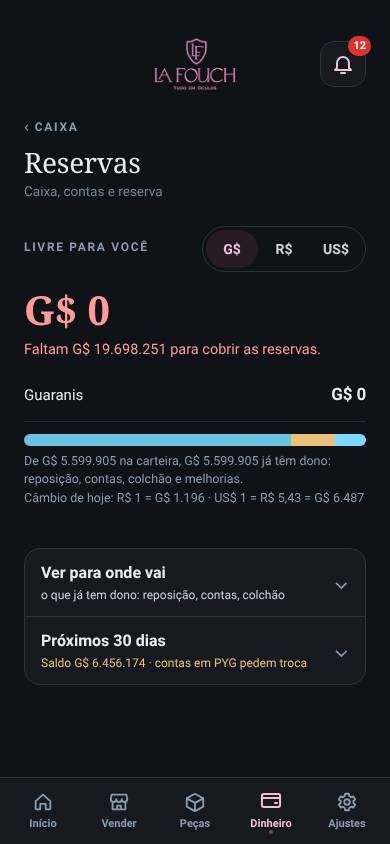 LF
LA FOUCH
TUDO EM ÓCULOS
12
‹ CAIXA
Reservas
Caixa, contas e reserva
LIVRE PARA VOCÊ
G$ R$ US$
G$ 0
Faltam G$ 19.698.251 para cobrir as reservas.
Guaranis G$ 0
De G$ 5.599.905 na carteira, G$ 5.599.905 já têm dono:
reposição, contas, colchão e melhorias.
Câmbio de hoje: R$ 1 = G$ 1.196 · US$ 1 = R$ 5,43 = G$ 6.487
Ver para onde vai
o que já tem dono: reposição, contas, colchão
Próximos 30 dias
Saldo G$ 6.456.174 · contas em PYG pedem troca
Início Vender Peças Dinheiro Ajustes